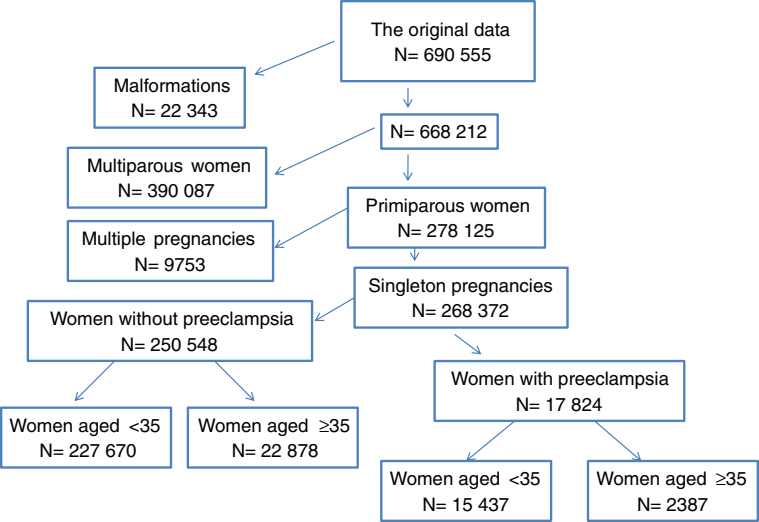 The original data
N= 690 555
Malformations
N= 22 343
N= 668 212
Multiparous women
N= 390 087
Primiparous women
N= 278 125
Multiple pregnancies
N= 9753
Singleton pregnancies
N= 268 372
Women without preeclampsia
N= 250 548
Women with preeclampsia
N= 17 824
Women aged <35
N= 227 670
Women aged ≥35
N= 22 878
Women aged <35
N= 15 437
Women aged ≥35
N= 2387